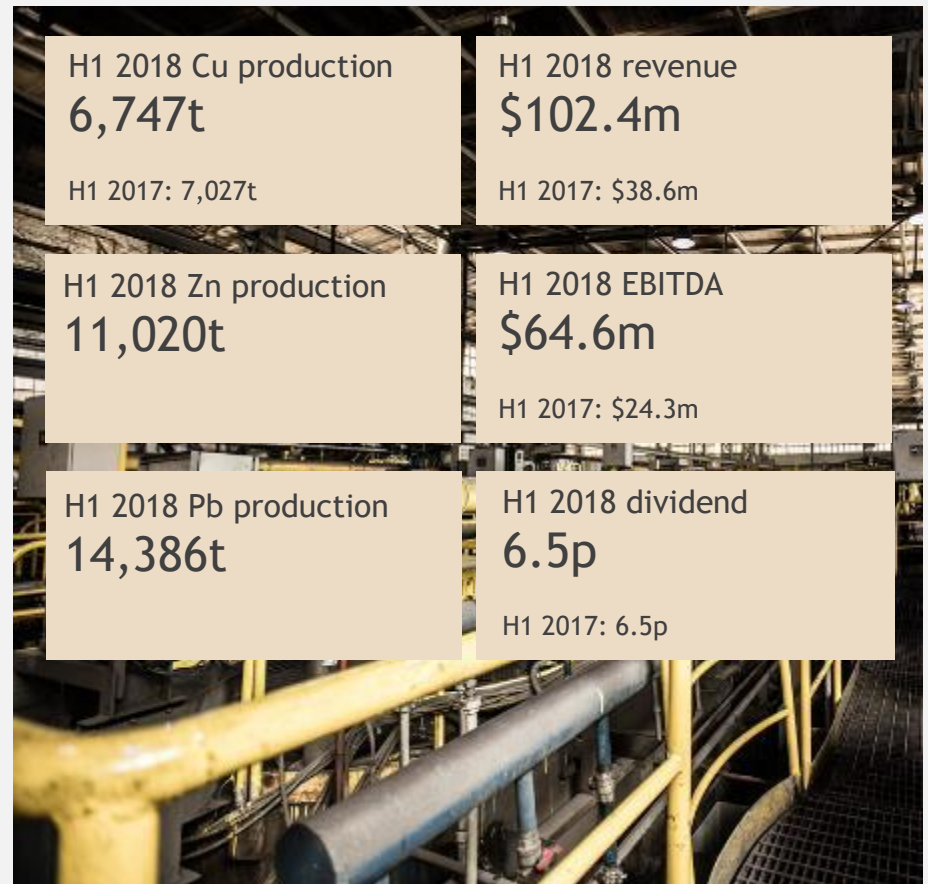 H1 2018 Cu production
6,747t
H1 2017: 7,027t
H1 2018 revenue
$102.4m
H1 2017: $38.6m
H1 2018 Zn production
11,020t
H1 2018 EBITDA
$64.6m
H1 2017: $24.3m
H1 2018 Pb production
14,386t
H1 2018 dividend
6.5p
H1 2017: 6.5p